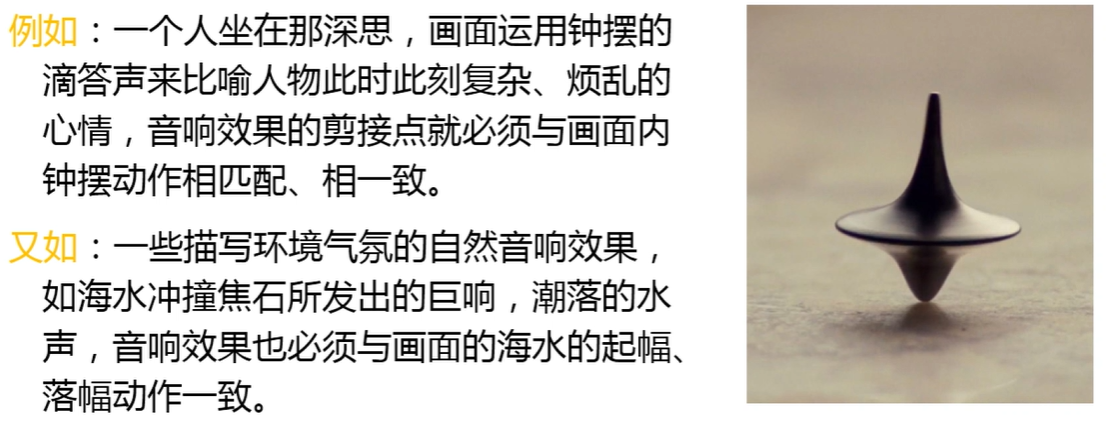 例如：一个人坐在那深思，画面运用钟摆的
滴答声来比喻人物此时此刻复杂、烦乱的
心情，音响效果的剪接点就必须与画面内
钟摆动作相匹配、相一致。
又如：一些描写环境气氛的自然音响效果，
如海水冲撞焦石所发出的巨响，潮落的水
声，音响效果也必须与画面的海水的起幅、
落幅动作一致。